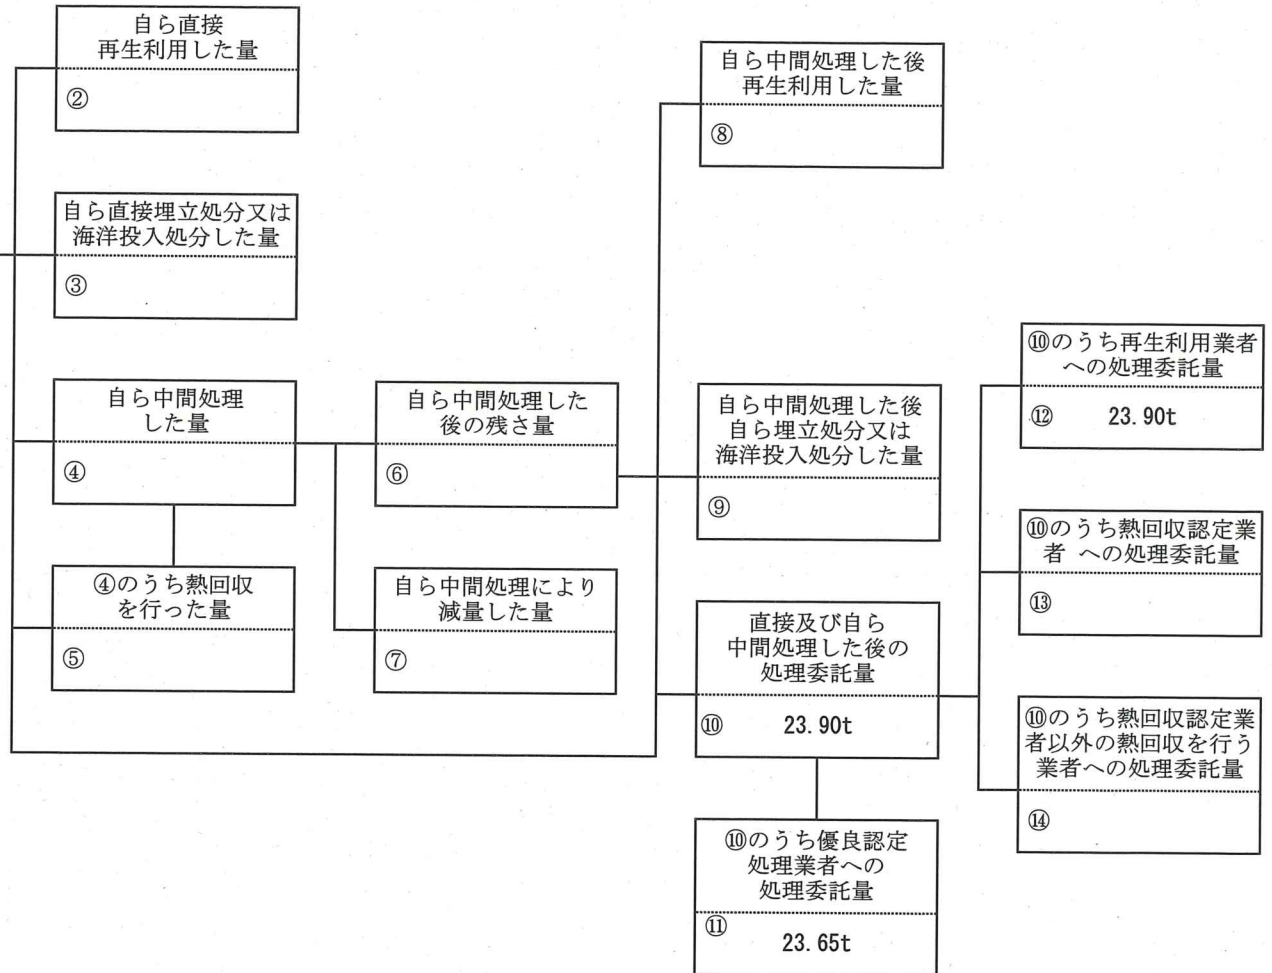 自ら直接
再生利用した量
②
自ら直接埋立処分又は
海洋投入処分した量
③
自ら中間処理
した量
④
④のうち熱回収
を行った量
⑤
自ら中間処理した
後の残さ量
⑥
自ら中間処理により
減量した量
⑦
自ら中間処理した後
再生利用した量
⑧
自ら中間処理した後
自ら埋立処分又は
海洋投入処分した量
⑨
直接及び自ら
中間処理した後の
処理委託量
⑩ 23.90t
⑩のうち優良認定
処理業者への
処理委託量
⑪ 23.65t
⑩のうち再生利用業者
への処理委託量
⑫ 23.90t
⑩のうち熱回収認定業
者 への処理委託量
⑬
⑩のうち熱回収認定業
者以外の熱回収を行う
業者への処理委託量
⑭